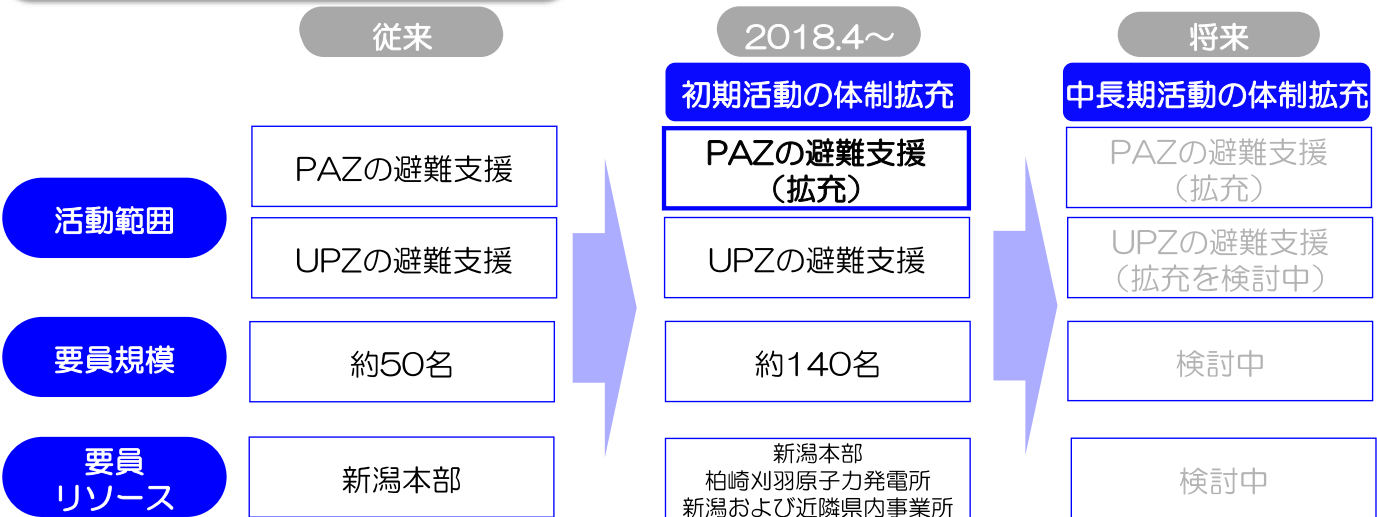 従来
2018.4～
将来
初期活動の体制拡充
中長期活動の体制拡充
活動範囲
PAZの避難支援
PAZの避難支援
（拡充）
PAZの避難支援
（拡充）
UPZの避難支援
UPZの避難支援
UPZの避難支援
（拡充を検討中）
要員規模
約50名
約140名
検討中
要員
リソース
新潟本部
新潟本部
柏崎刈羽原子力発電所
新潟および近隣県内事業所
検討中